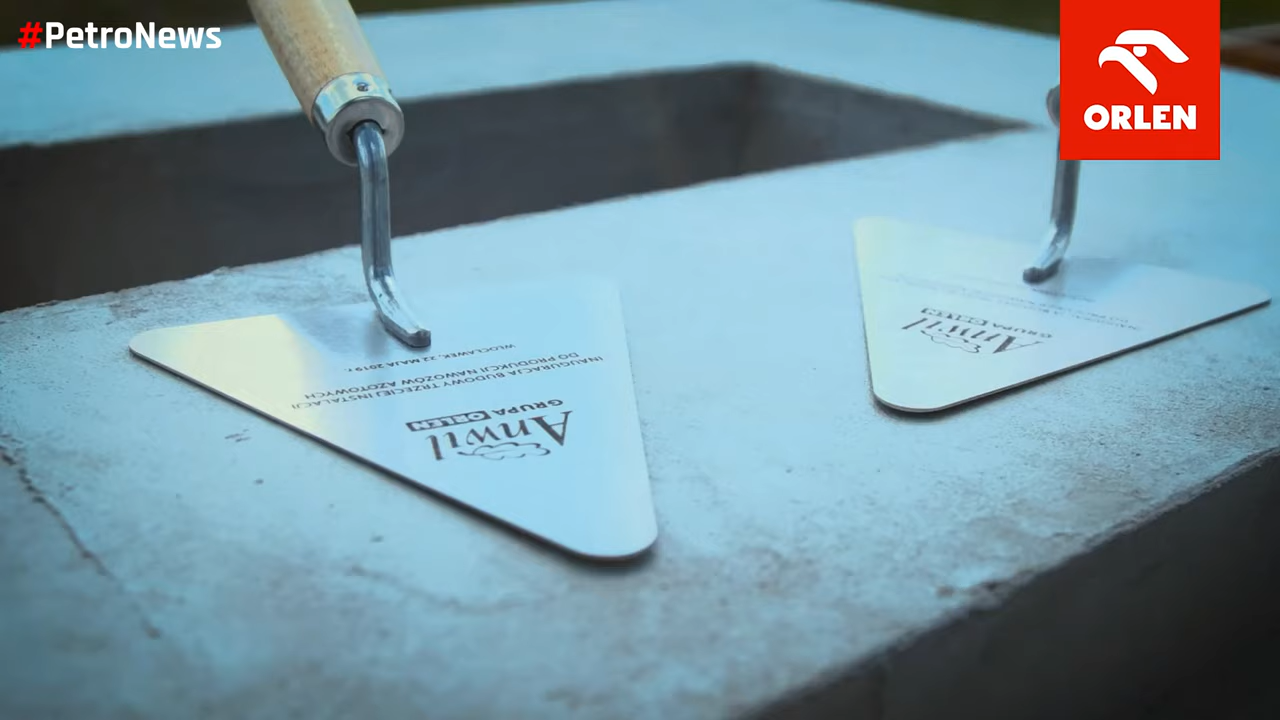 #PetroNews
ORLEN
Anwil
GRUPA ORLEN
INAUGURACJA BUDOWY TRZECIEJ INSTALACJI
DO PRODUKCJI NAWOZÓW AZOTOWYCH
WŁOCŁAWEK, 22 MAJA 2019 r.
Anwil
GRUPA ORLEN